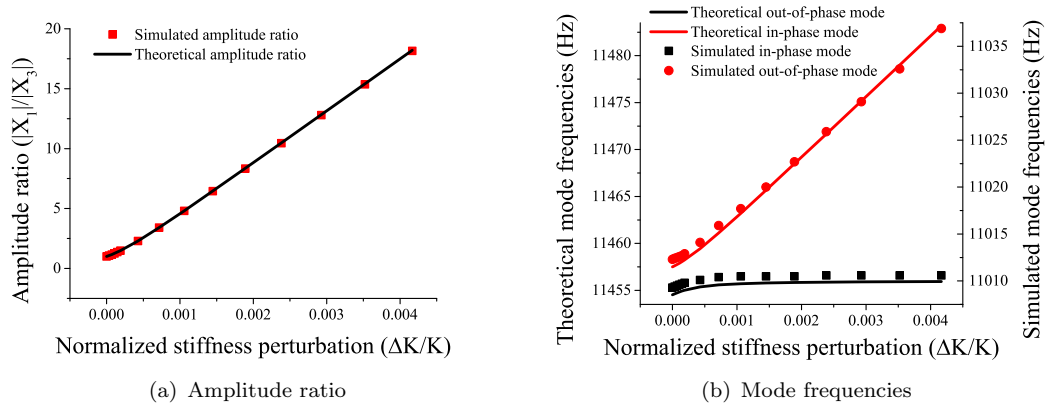 20
15
10
5
0
Amplitude ratio (|X₁|/|X₃|)
Simulated amplitude ratio
Theoretical amplitude ratio
0.000 0.001 0.002 0.003 0.004
Normalized stiffness perturbation (ΔK/K)
(a) Amplitude ratio
Theoretical mode frequencies (Hz)
11480
11475
11470
11465
11460
11455
Theoretical out-of-phase mode
Theoretical in-phase mode
Simulated in-phase mode
Simulated out-of-phase mode
11035
11030
11025
11020
11015
11010
Simulated mode frequencies (Hz)
0.000 0.001 0.002 0.003 0.004
Normalized stiffness perturbation (ΔK/K)
(b) Mode frequencies